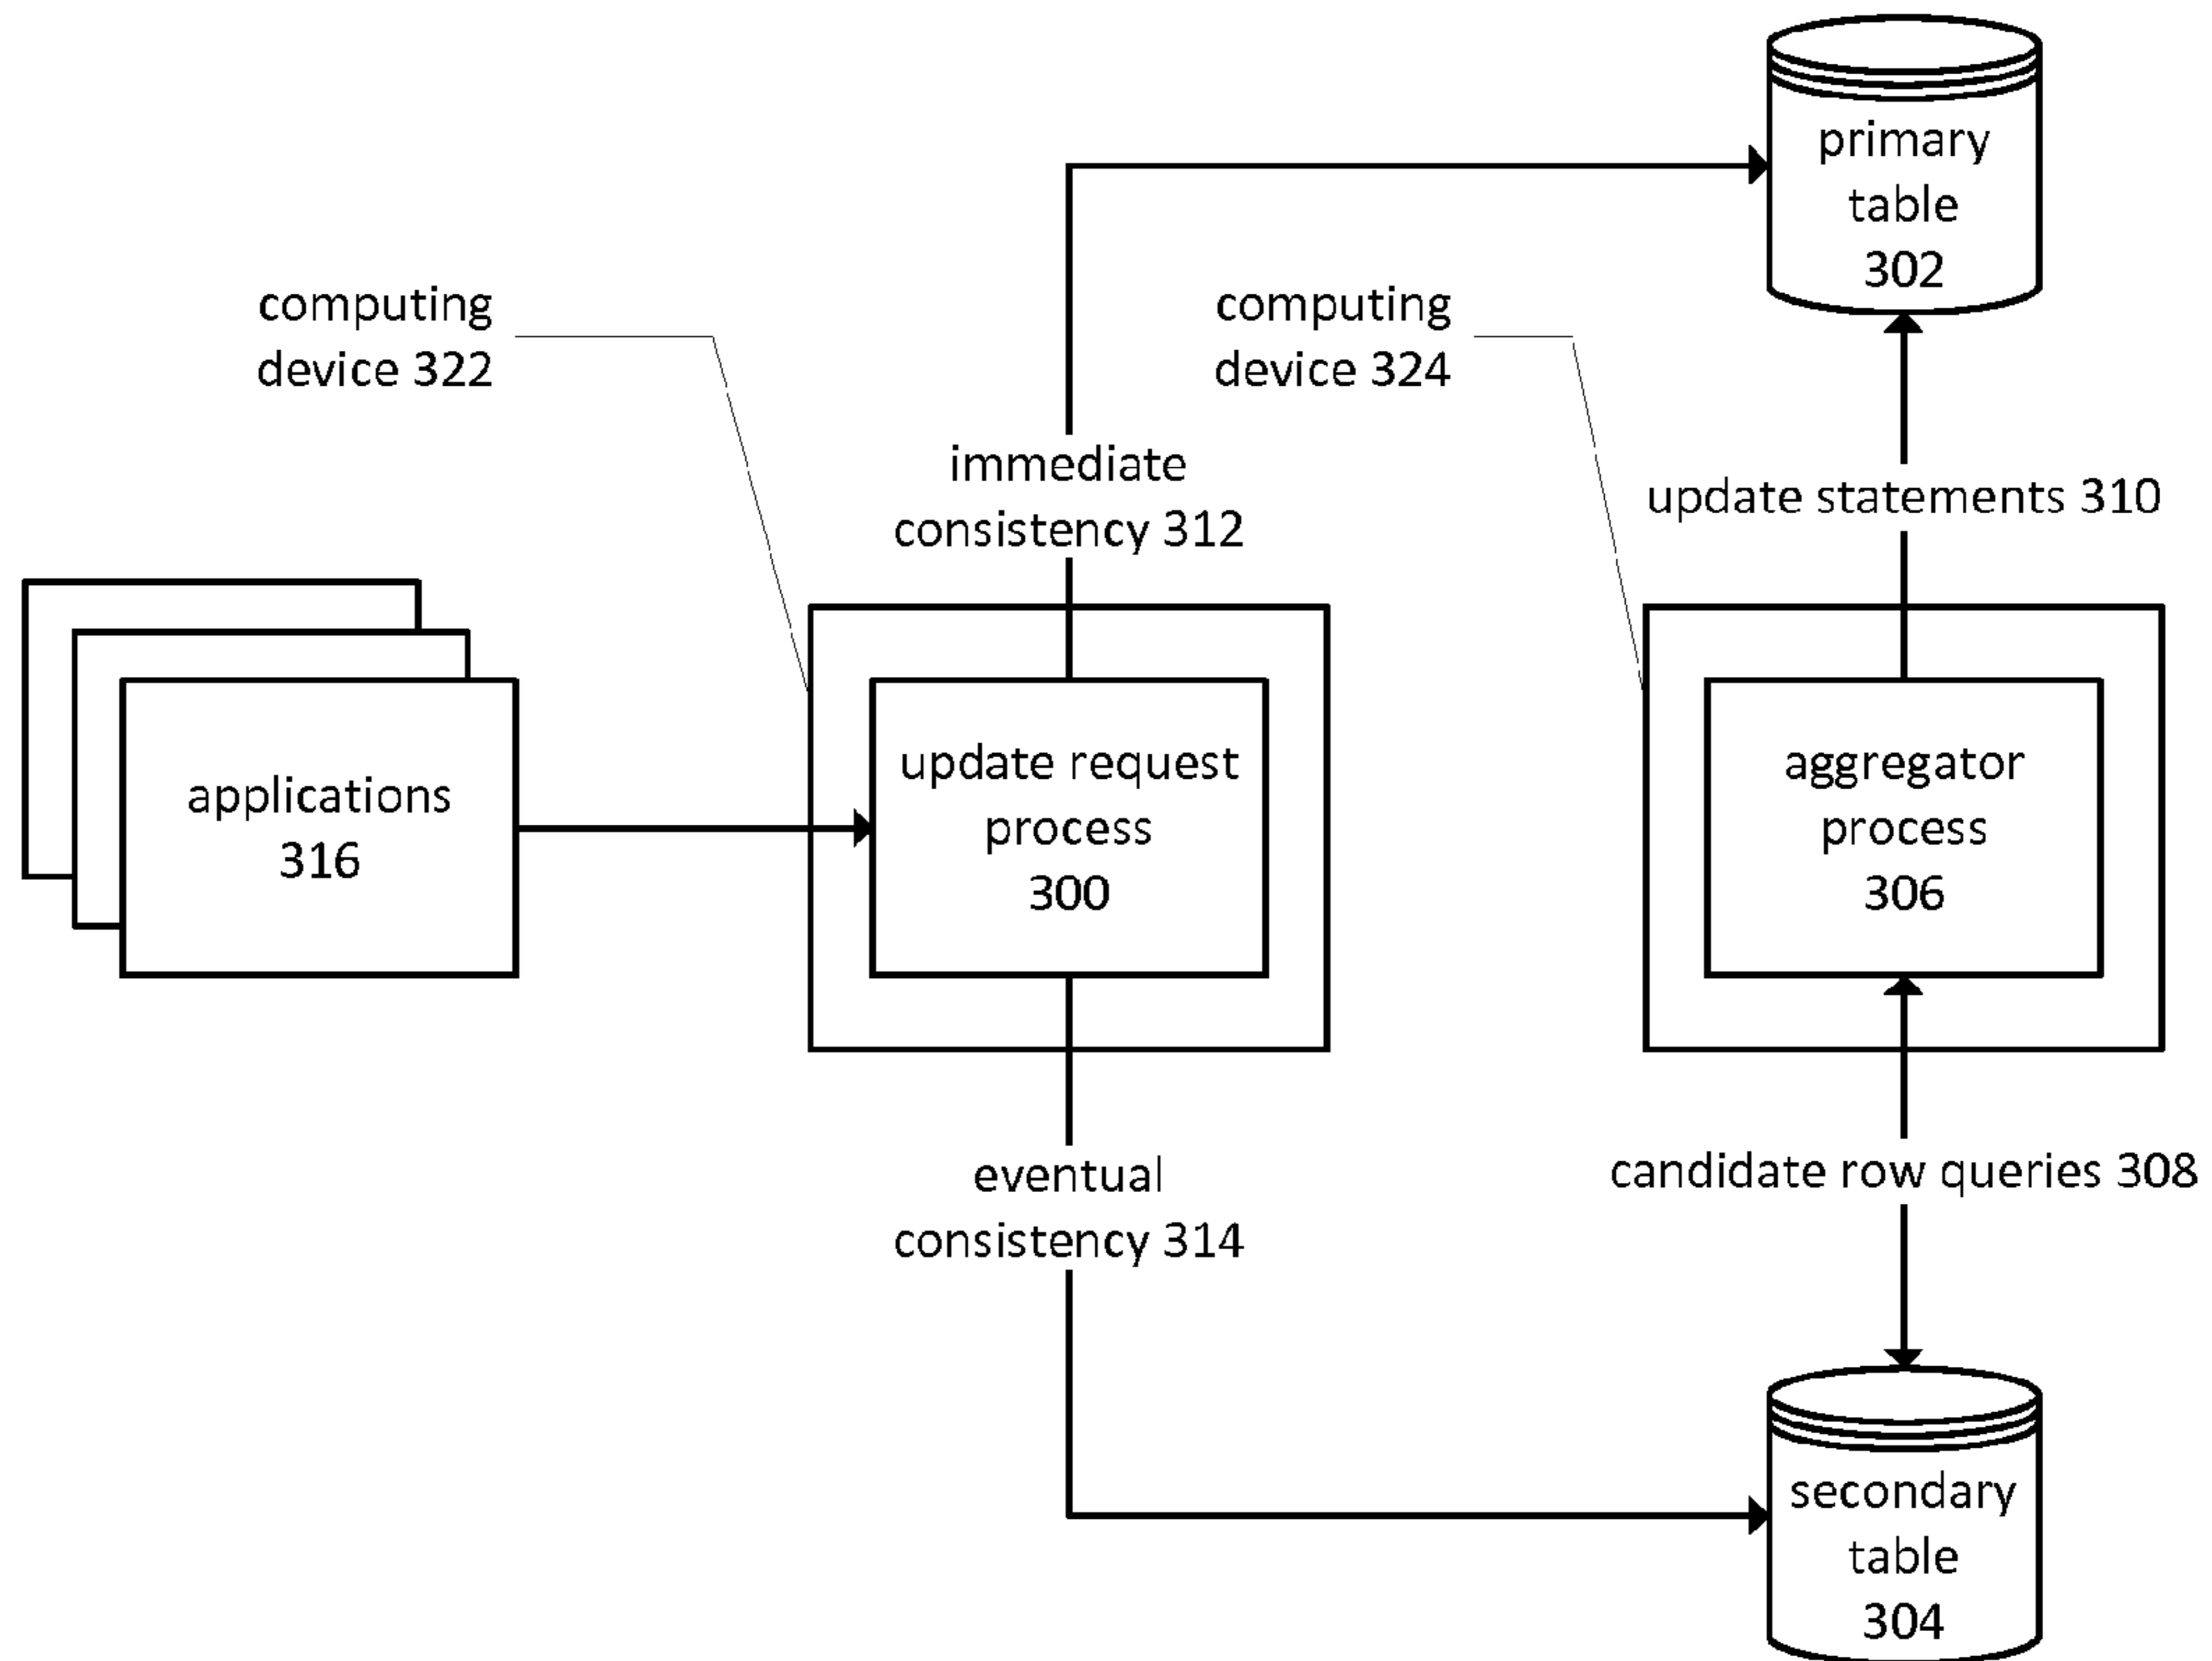 primary
table
302
computing
device 322
computing
device 324
immediate
consistency 312
update statements 310
applications
316
update request
process
300
aggregator
process
306
eventual
consistency 314
candidate row queries 308
secondary
table
304